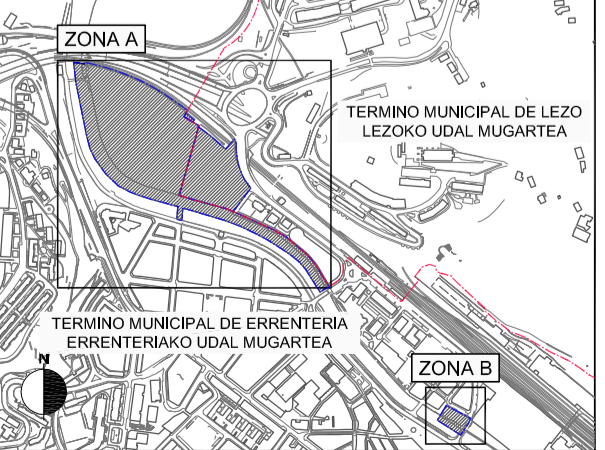 ZONA A
TERMINO MUNICIPAL DE LEZO
LEZOKO UDAL MUGARTEA
TERMINO MUNICIPAL DE ERRENTERIA
ERRENTERIAKO UDAL MUGARTEA
N
ZONA B